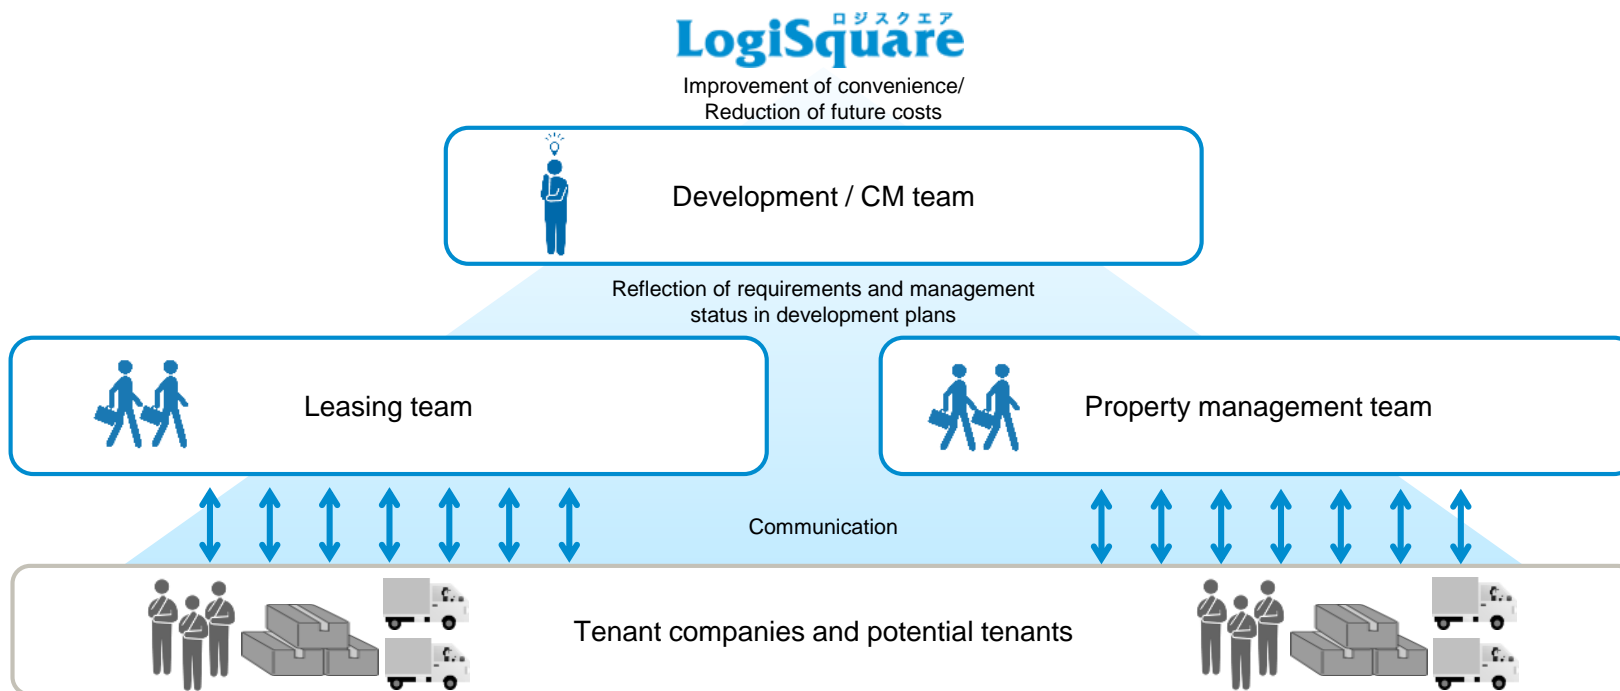 ロジスクエア
LogiSquare
Improvement of convenience/
Reduction of future costs
Development / CM team
Reflection of requirements and management
status in development plans
Leasing team
Property management team
Communication
Tenant companies and potential tenants